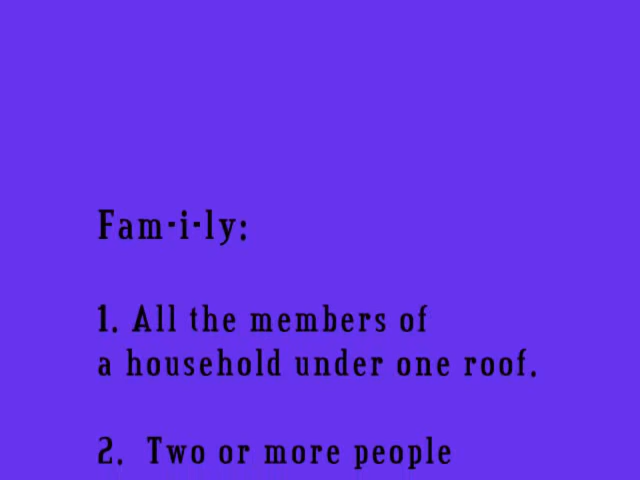 Fam-i-ly:
1. All the members of
a household under one roof.
2. Two or more people